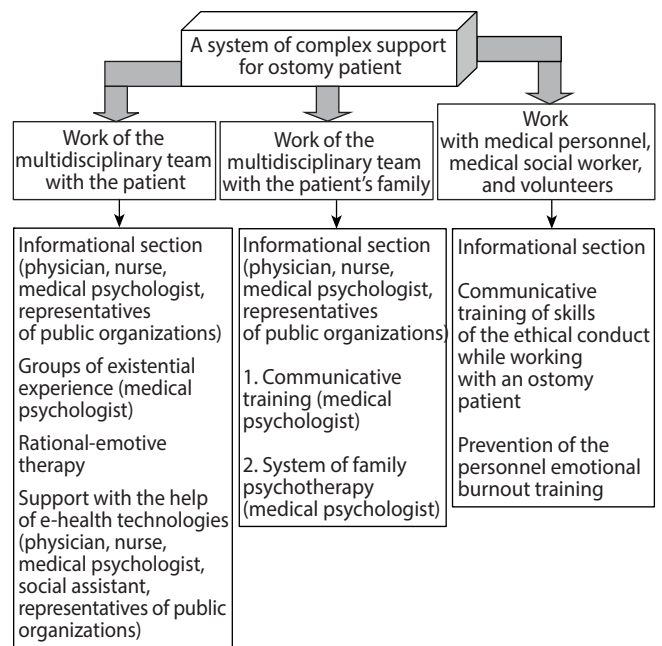 A system of complex support
for ostomy patient
Work of the
multidisciplinary team
with the patient
Work of the
multidisciplinary team
with the patient’s family
Work
with medical personnel,
medical social worker,
and volunteers
Informational section
(physician, nurse,
medical psychologist,
representatives
of public organizations)
Groups of existential
experience (medical
psychologist)
Rational-emotive
therapy
Support with the help
of e-health technologies
(physician, nurse,
medical psychologist,
social assistant,
representatives of public
organizations)
Informational section
(physician, nurse,
medical psychologist,
representatives
of public organizations)
1. Communicative
training (medical
psychologist)
2. System of family
psychotherapy
(medical psychologist)
Informational section
Communicative
training of skills
of the ethical conduct
while working
with an ostomy
patient
Prevention of the
personnel emotional
burnout training